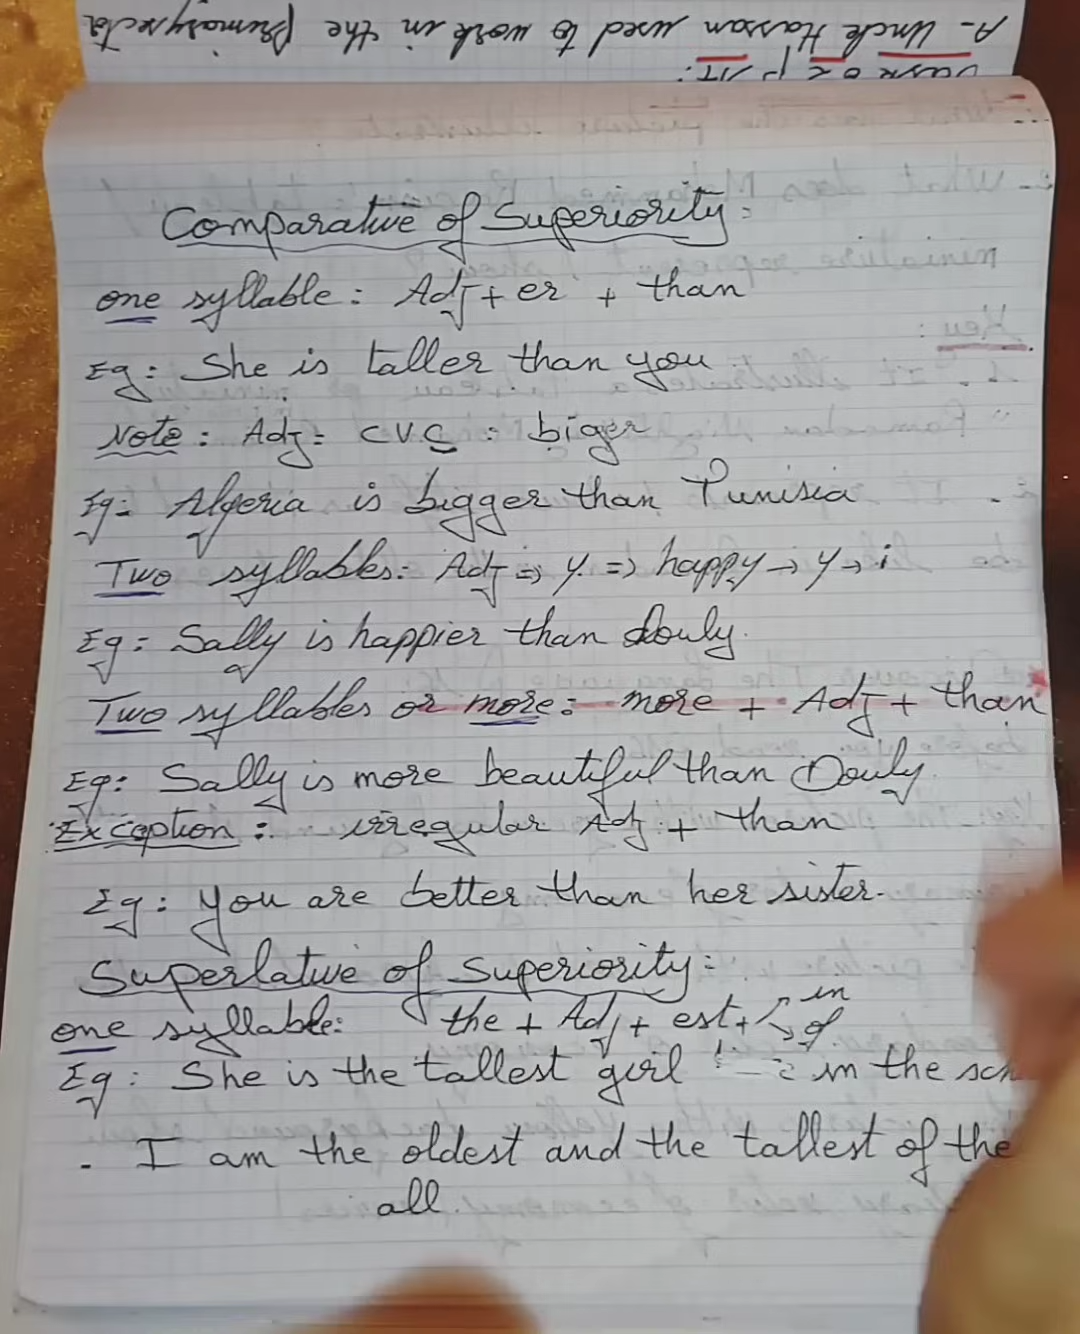 A- Uncle Hassan used to work in the Primary secto
Comparative of Superiority:
one syllable: Adj + er + than
Eg: She is taller than you
Note: Adj = CVC : biger
Eg: Algeria is bigger than Tunisia
Two syllables: Adj => y => happy → y → i
Eg: Sally is happier than Douly.
Two syllables or more: more + Adj + than
Eg: Sally is more beautiful than Douly.
Exception: irregular Adj + than
Eg: You are better than her sister.
Superlative of Superiority:
one syllable: the + Adj + est + in
of
Eg: She is the tallest girl in the sch
- I am the oldest and the tallest of the
all.